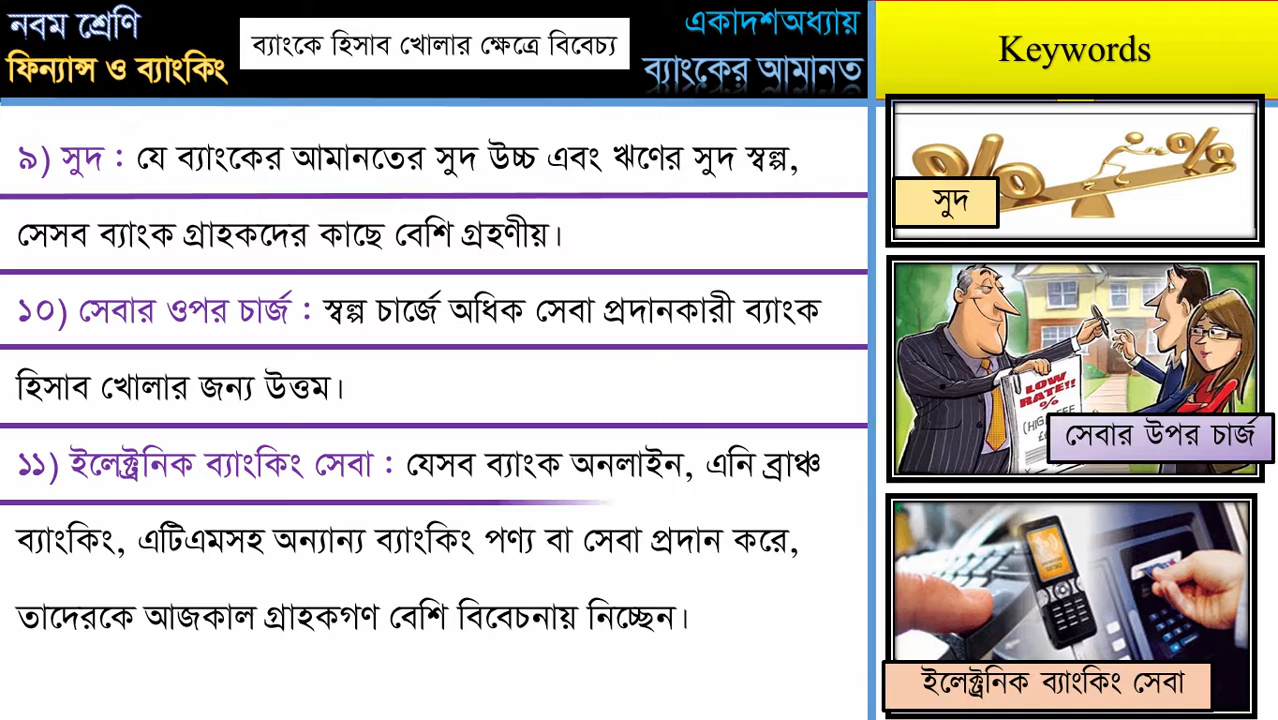 নবম শ্রেণি
ফিন্যান্স ও ব্যাংকিং
ব্যাংকে হিসাব খোলার ক্ষেত্রে বিবেচ্য
একাদশঅধ্যায়
ব্যাংকের আমানত
Keywords
৯) সুদ : যে ব্যাংকের আমানতের সুদ উচ্চ এবং ঋণের সুদ স্বল্প,
সেসব ব্যাংক গ্রাহকদের কাছে বেশি গ্রহণীয়।
১০) সেবার ওপর চার্জ : স্বল্প চার্জে অধিক সেবা প্রদানকারী ব্যাংক
হিসাব খোলার জন্য উত্তম।
১১) ইলেক্ট্রনিক ব্যাংকিং সেবা : যেসব ব্যাংক অনলাইন, এনি ব্রাঞ্চ
ব্যাংকিং, এটিএমসহ অন্যান্য ব্যাংকিং পণ্য বা সেবা প্রদান করে,
তাদেরকে আজকাল গ্রাহকগণ বেশি বিবেচনায় নিচ্ছেন।
সুদ
LOW
RATE!!
%
(HIG FEE
সেবার উপর চার্জ
ইলেক্ট্রনিক ব্যাংকিং সেবা